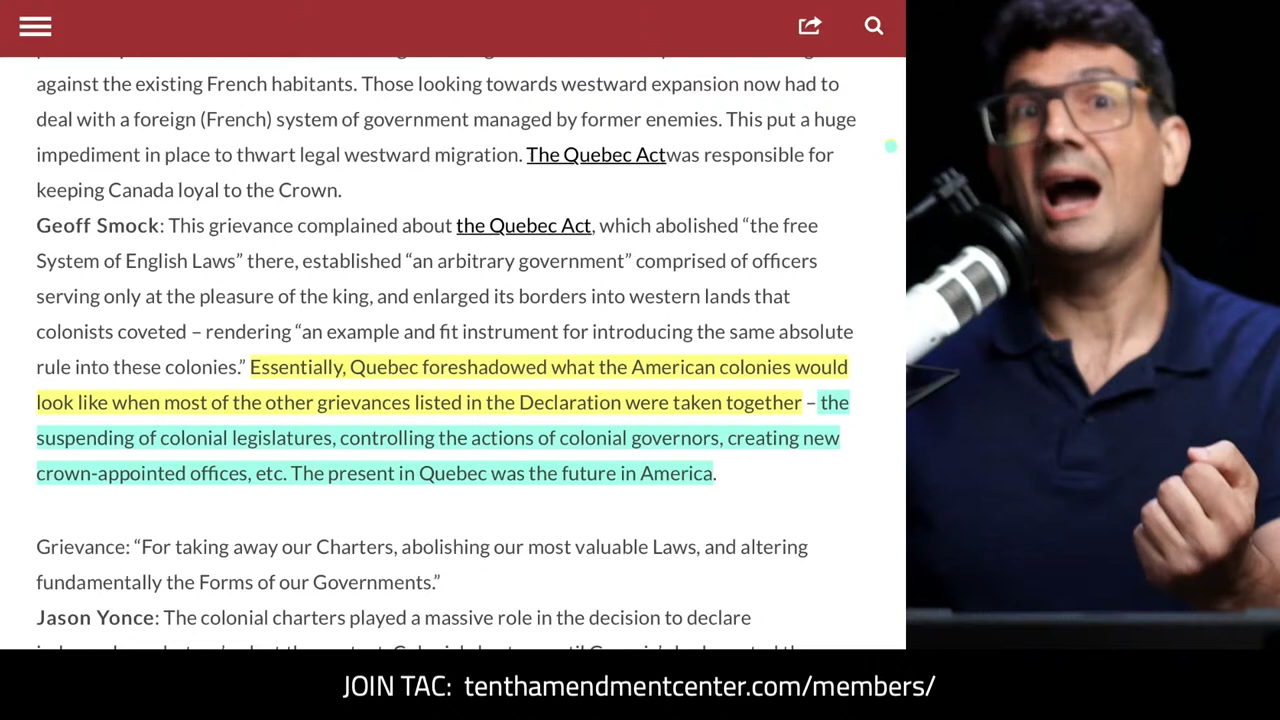 against the existing French habitants. Those looking towards westward expansion now had to
deal with a foreign (French) system of government managed by former enemies. This put a huge
impediment in place to thwart legal westward migration. The Quebec Actwas responsible for
keeping Canada loyal to the Crown.
Geoff Smock: This grievance complained about the Quebec Act, which abolished “the free
System of English Laws” there, established “an arbitrary government” comprised of officers
serving only at the pleasure of the king, and enlarged its borders into western lands that
colonists coveted – rendering “an example and fit instrument for introducing the same absolute
rule into these colonies.” Essentially, Quebec foreshadowed what the American colonies would
look like when most of the other grievances listed in the Declaration were taken together – the
suspending of colonial legislatures, controlling the actions of colonial governors, creating new
crown-appointed offices, etc. The present in Quebec was the future in America.
Grievance: “For taking away our Charters, abolishing our most valuable Laws, and altering
fundamentally the Forms of our Governments.”
Jason Yonce: The colonial charters played a massive role in the decision to declare
JOIN TAC: tenthamendmentcenter.com/members/